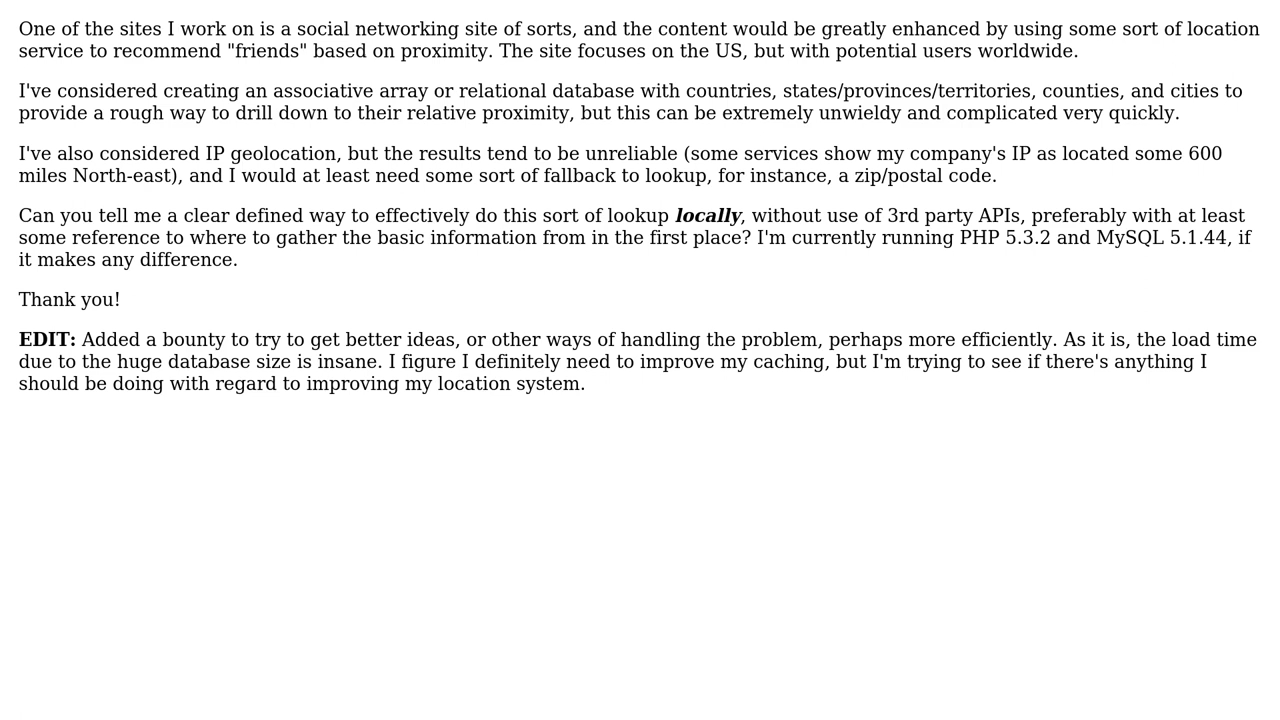 One of the sites I work on is a social networking site of sorts, and the content would be greatly enhanced by using some sort of location
service to recommend "friends" based on proximity. The site focuses on the US, but with potential users worldwide.
I've considered creating an associative array or relational database with countries, states/provinces/territories, counties, and cities to
provide a rough way to drill down to their relative proximity, but this can be extremely unwieldy and complicated very quickly.
I've also considered IP geolocation, but the results tend to be unreliable (some services show my company's IP as located some 600
miles North-east), and I would at least need some sort of fallback to lookup, for instance, a zip/postal code.
Can you tell me a clear defined way to effectively do this sort of lookup locally, without use of 3rd party APIs, preferably with at least
some reference to where to gather the basic information from in the first place? I'm currently running PHP 5.3.2 and MySQL 5.1.44, if
it makes any difference.
Thank you!
EDIT: Added a bounty to try to get better ideas, or other ways of handling the problem, perhaps more efficiently. As it is, the load time
due to the huge database size is insane. I figure I definitely need to improve my caching, but I'm trying to see if there's anything I
should be doing with regard to improving my location system.